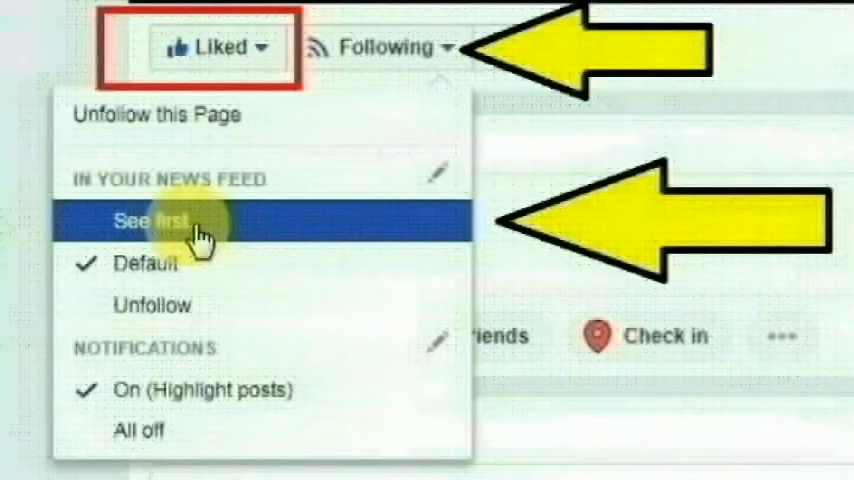 Liked Following
Unfollow this Page
IN YOUR NEWS FEED
See first
Default
Unfollow
NOTIFICATIONS
iends Check in
On (Highlight posts)
All off